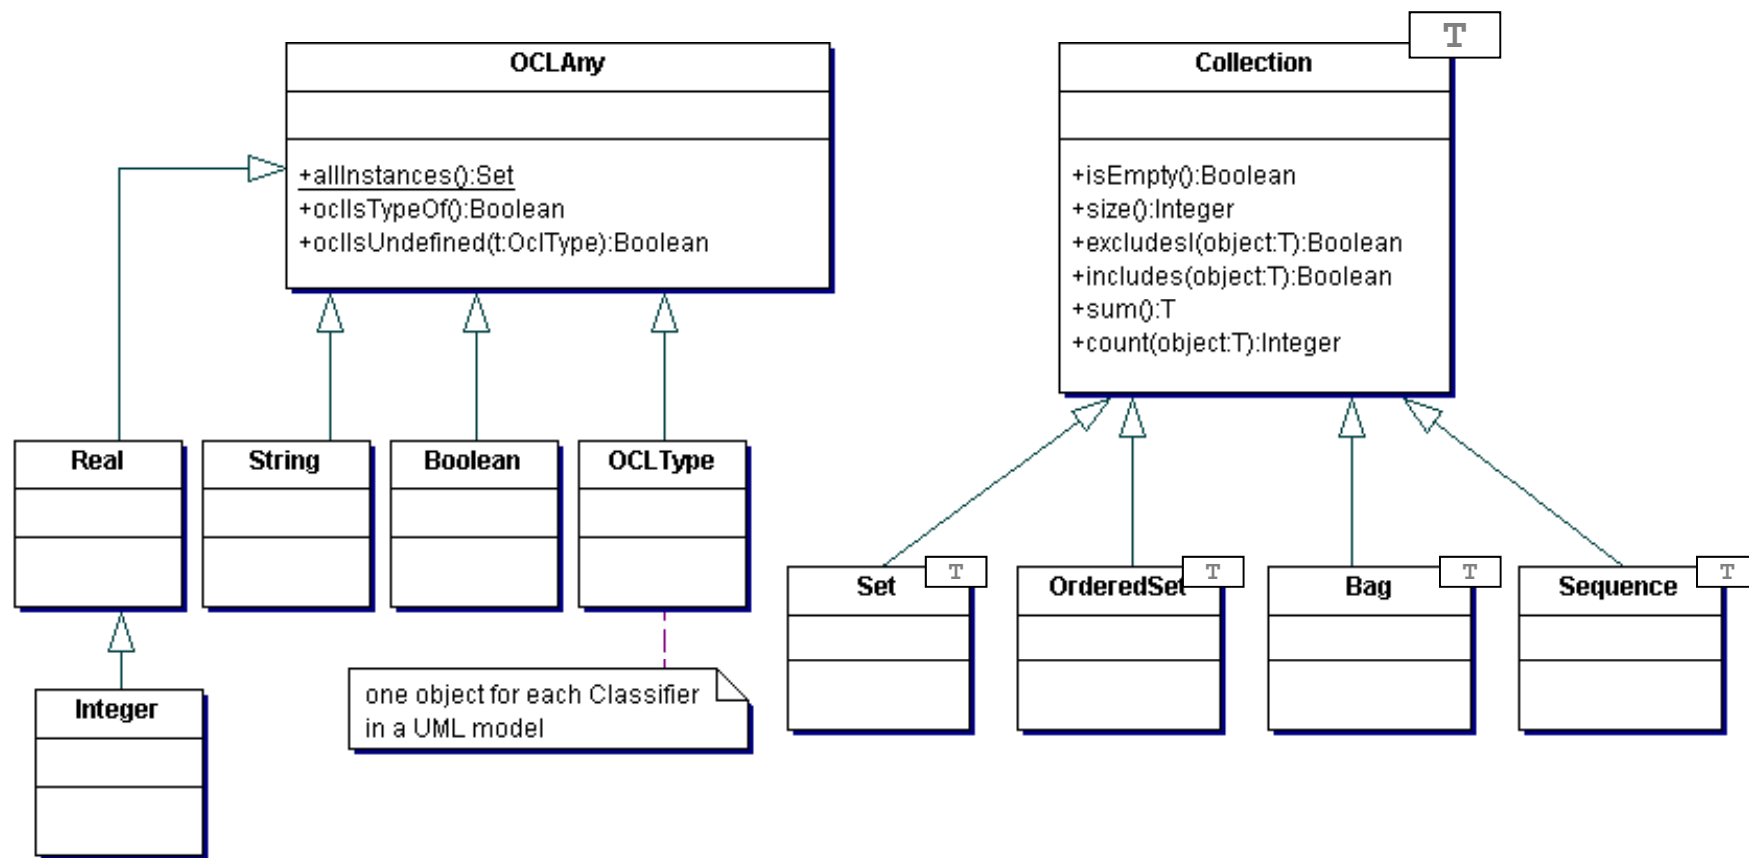 OCLAny
+allInstances():Set
+oclIsTypeOf():Boolean
+oclIsUndefined(t:OclType):Boolean
T
Collection
+isEmpty():Boolean
+size():Integer
+excludesl(object:T):Boolean
+includes(object:T):Boolean
+sum():T
+count(object:T):Integer
Real
String
Boolean
OCLType
Integer
one object for each Classifier
in a UML model
T
Set
T
OrderedSet
T
Bag
T
Sequence